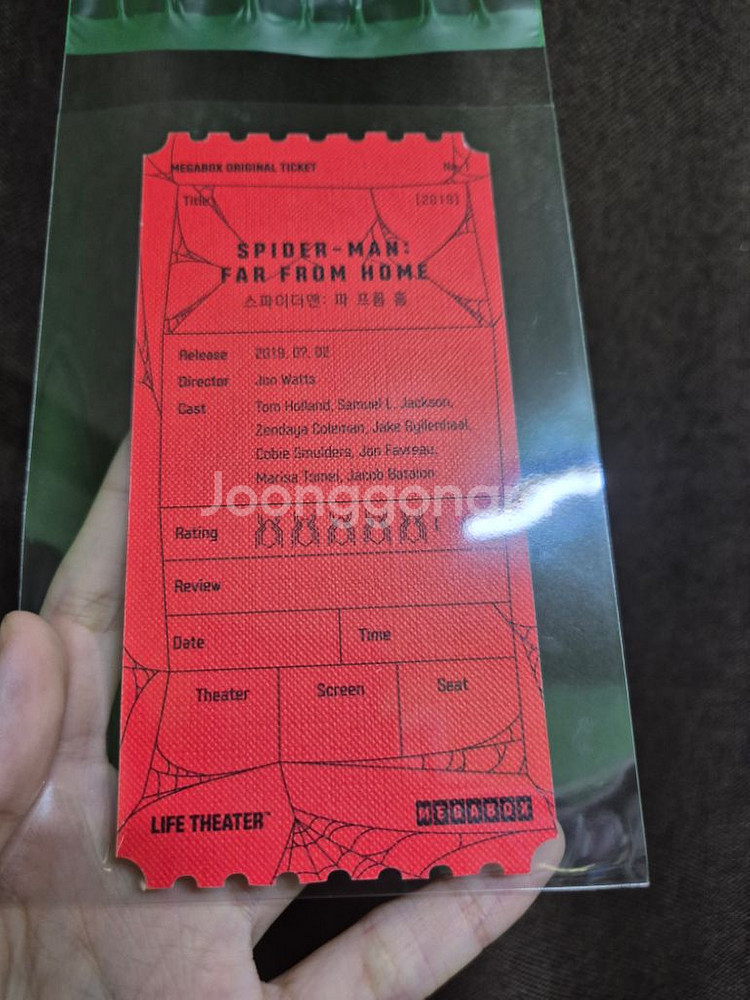 MEGABOX ORIGINAL TICKET No.
Title (2019)
SPIDER-MAN:
FAR FROM HOME
스파이더맨: 파 프롬 홈
Release 2019. 07. 02
Director Jon Watts
Cast Tom Holland, Samuel L. Jackson,
Zendaya Coleman, Jake Gyllenhaal,
Cobie Smulders, Jon Favreau,
Marisa Tomei, Jacob Batalon
Joonggonara
Rating
Review
Date Time
Theater Screen Seat
LIFE THEATER™ MEGABOX